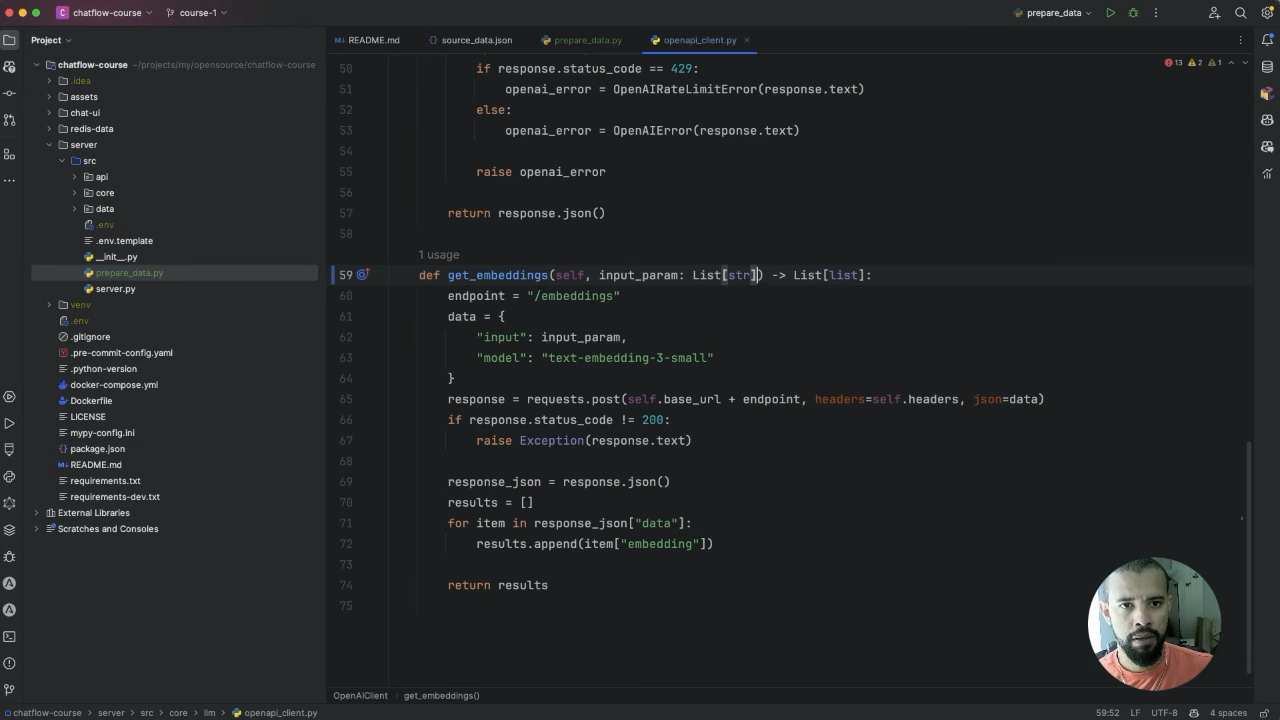 chatflow-course
course-1
prepare_data
Project
README.md
source_data.json
prepare_data.py
openapi_client.py
chatflow-course ~/projects/my/opensource/chatflow-course
.idea
assets
chat-ui
redis-data
server
src
api
core
data
.env
.env.template
__init__.py
prepare_data.py
server.py
venv
.env
.gitignore
.pre-commit-config.yaml
.python-version
docker-compose.yml
Dockerfile
LICENSE
mypy-config.ini
package.json
README.md
requirements.txt
requirements-dev.txt
External Libraries
Scratches and Consoles
13 2 1
50 if response.status_code == 429:
51 openai_error = OpenAIRateLimitError(response.text)
52 else:
53 openai_error = OpenAIError(response.text)
54
55 raise openai_error
56
57 return response.json()
58
1 usage
59 def get_embeddings(self, input_param: List[str]) -> List[list]:
60 endpoint = "/embeddings"
61 data = {
62 "input": input_param,
63 "model": "text-embedding-3-small"
64 }
65 response = requests.post(self.base_url + endpoint, headers=self.headers, json=data)
66 if response.status_code != 200:
67 raise Exception(response.text)
68
69 response_json = response.json()
70 results = []
71 for item in response_json["data"]:
72 results.append(item["embedding"])
73
74 return results
75
OpenAIClient get_embeddings()
chatflow-course server src core llm openapi_client.py
59:52 LF UTF-8 4 spaces